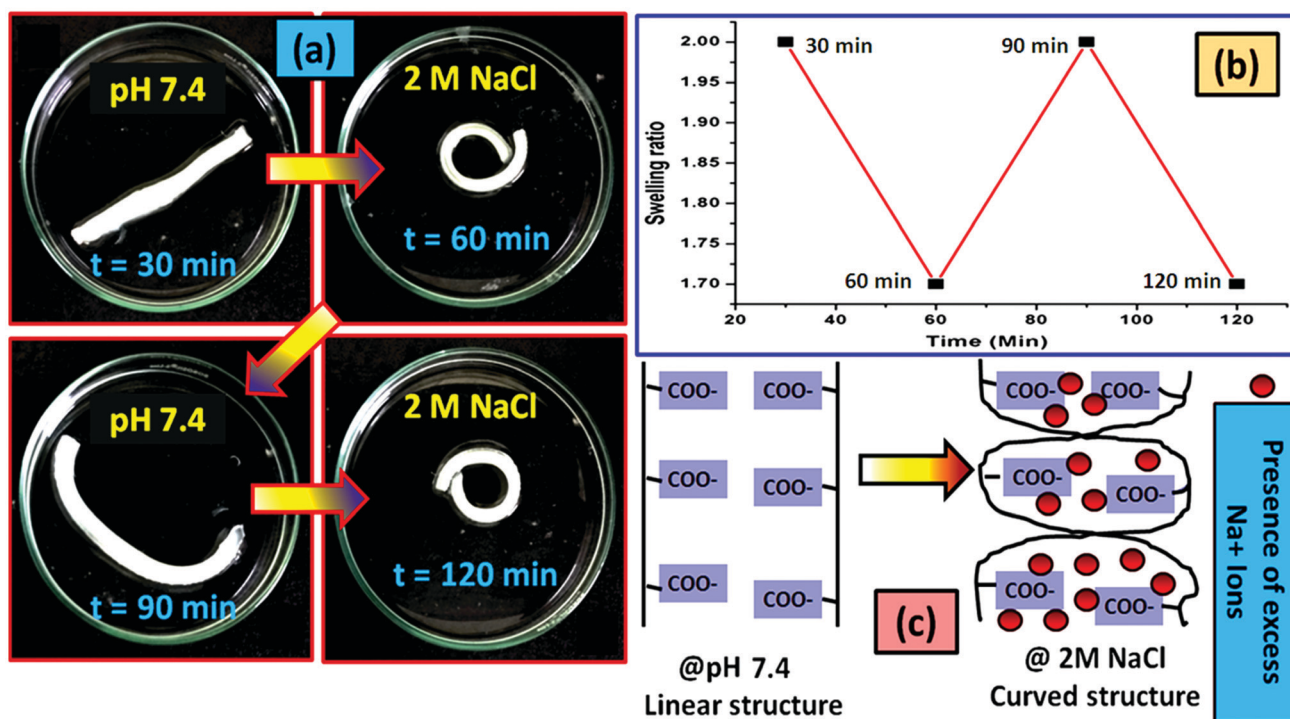 (a)
pH 7.4
t = 30 min
2 M NaCl
t = 60 min
pH 7.4
t = 90 min
2 M NaCl
t = 120 min
(b)
Swelling ratio
2.00
1.95
1.90
1.85
1.80
1.75
1.70
30 min
90 min
60 min
120 min
20
40
60
80
100
120
Time (Min)
COO-
COO-
COO-
COO-
COO-
COO-
@pH 7.4
Linear structure
(c)
COO-
COO-
COO-
COO-
COO-
COO-
@ 2M NaCl
Curved structure
Presence of excess
Na+ Ions